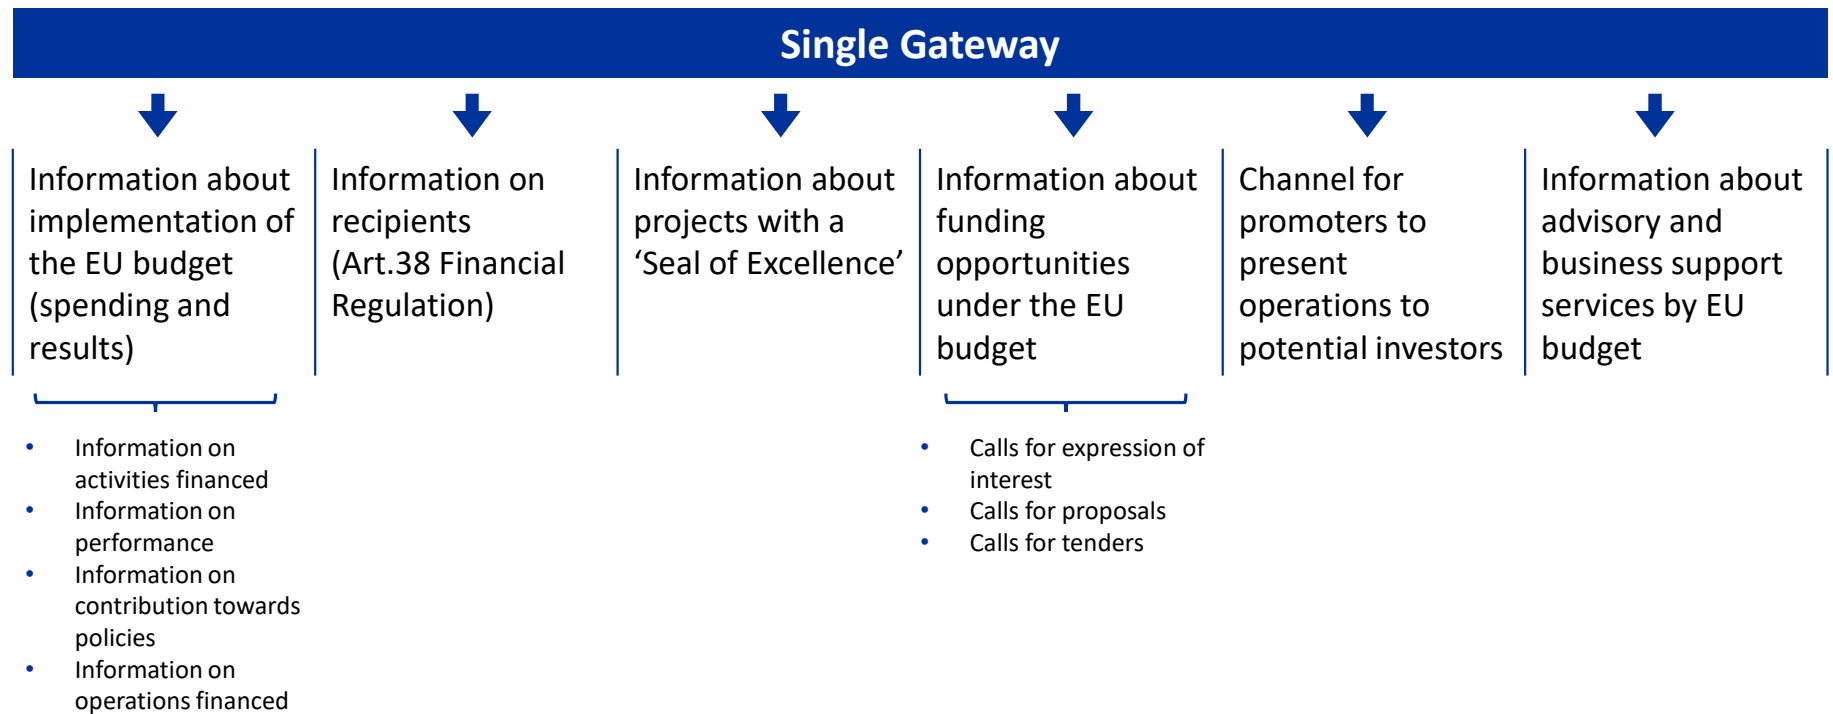 Single Gateway
Information about
implementation of
the EU budget
(spending and
results)
Information on
recipients
(Art.38 Financial
Regulation)
Information about
projects with a
‘Seal of Excellence’
Information about
funding
opportunities
under the EU
budget
Channel for
promoters to
present
operations to
potential investors
Information about
advisory and
business support
services by EU
budget
• Information on
activities financed
• Information on
performance
• Information on
contribution towards
policies
• Information on
operations financed
• Calls for expression of
interest
• Calls for proposals
• Calls for tenders